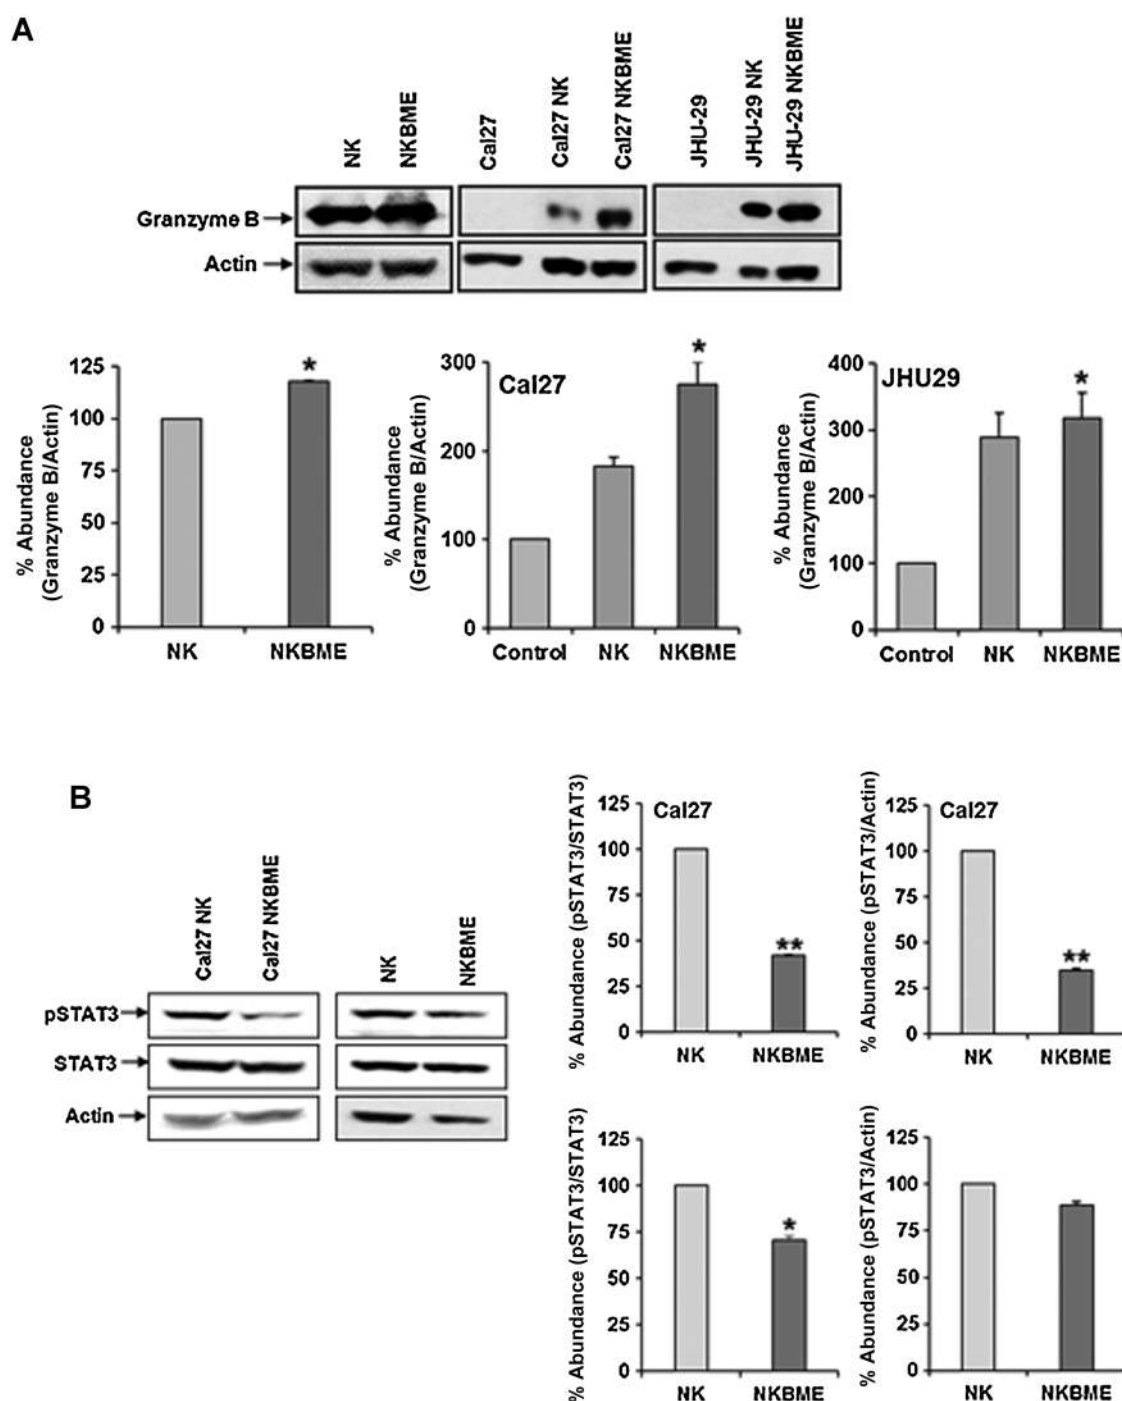 A
NK
NKBME
Cal27
Cal27 NK
Cal27 NKBME
JHU-29
JHU-29 NK
JHU-29 NKBME
Granzyme B
Actin
% Abundance
(Granzyme B/Actin)
125
100
75
50
25
0
*
NK
NKBME
% Abundance
(Granzyme B/Actin)
300
200
100
0
Cal27
*
Control
NK
NKBME
% Abundance
(Granzyme B/Actin)
400
300
200
100
0
JHU29
*
Control
NK
NKBME
B
Cal27 NK
Cal27 NKBME
NK
NKBME
pSTAT3
STAT3
Actin
% Abundance (pSTAT3/STAT3)
125
100
75
50
25
0
Cal27
**
NK
NKBME
% Abundance (pSTAT3/Actin)
125
100
75
50
25
0
Cal27
**
NK
NKBME
% Abundance (pSTAT3/STAT3)
125
100
75
50
25
0
*
NK
NKBME
% Abundance (pSTAT3/Actin)
125
100
75
50
25
0
NK
NKBME